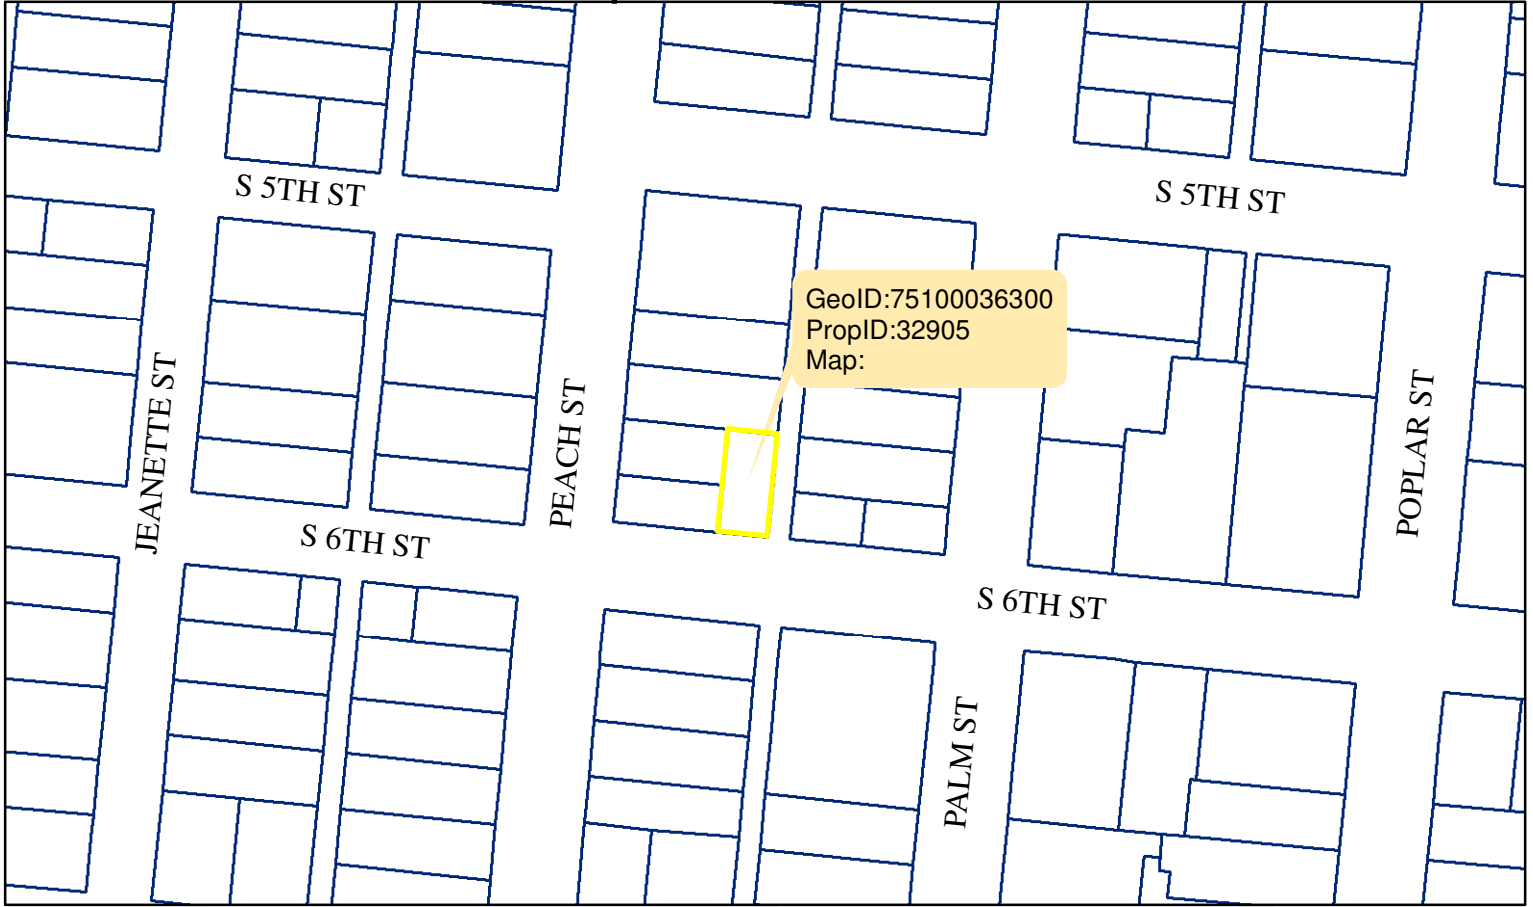 S 5TH ST
S 5TH ST
GeoID:75100036300
PropID:32905
Map:
JEANETTE ST
PEACH ST
POPLAR ST
S 6TH ST
S 6TH ST
PALM ST